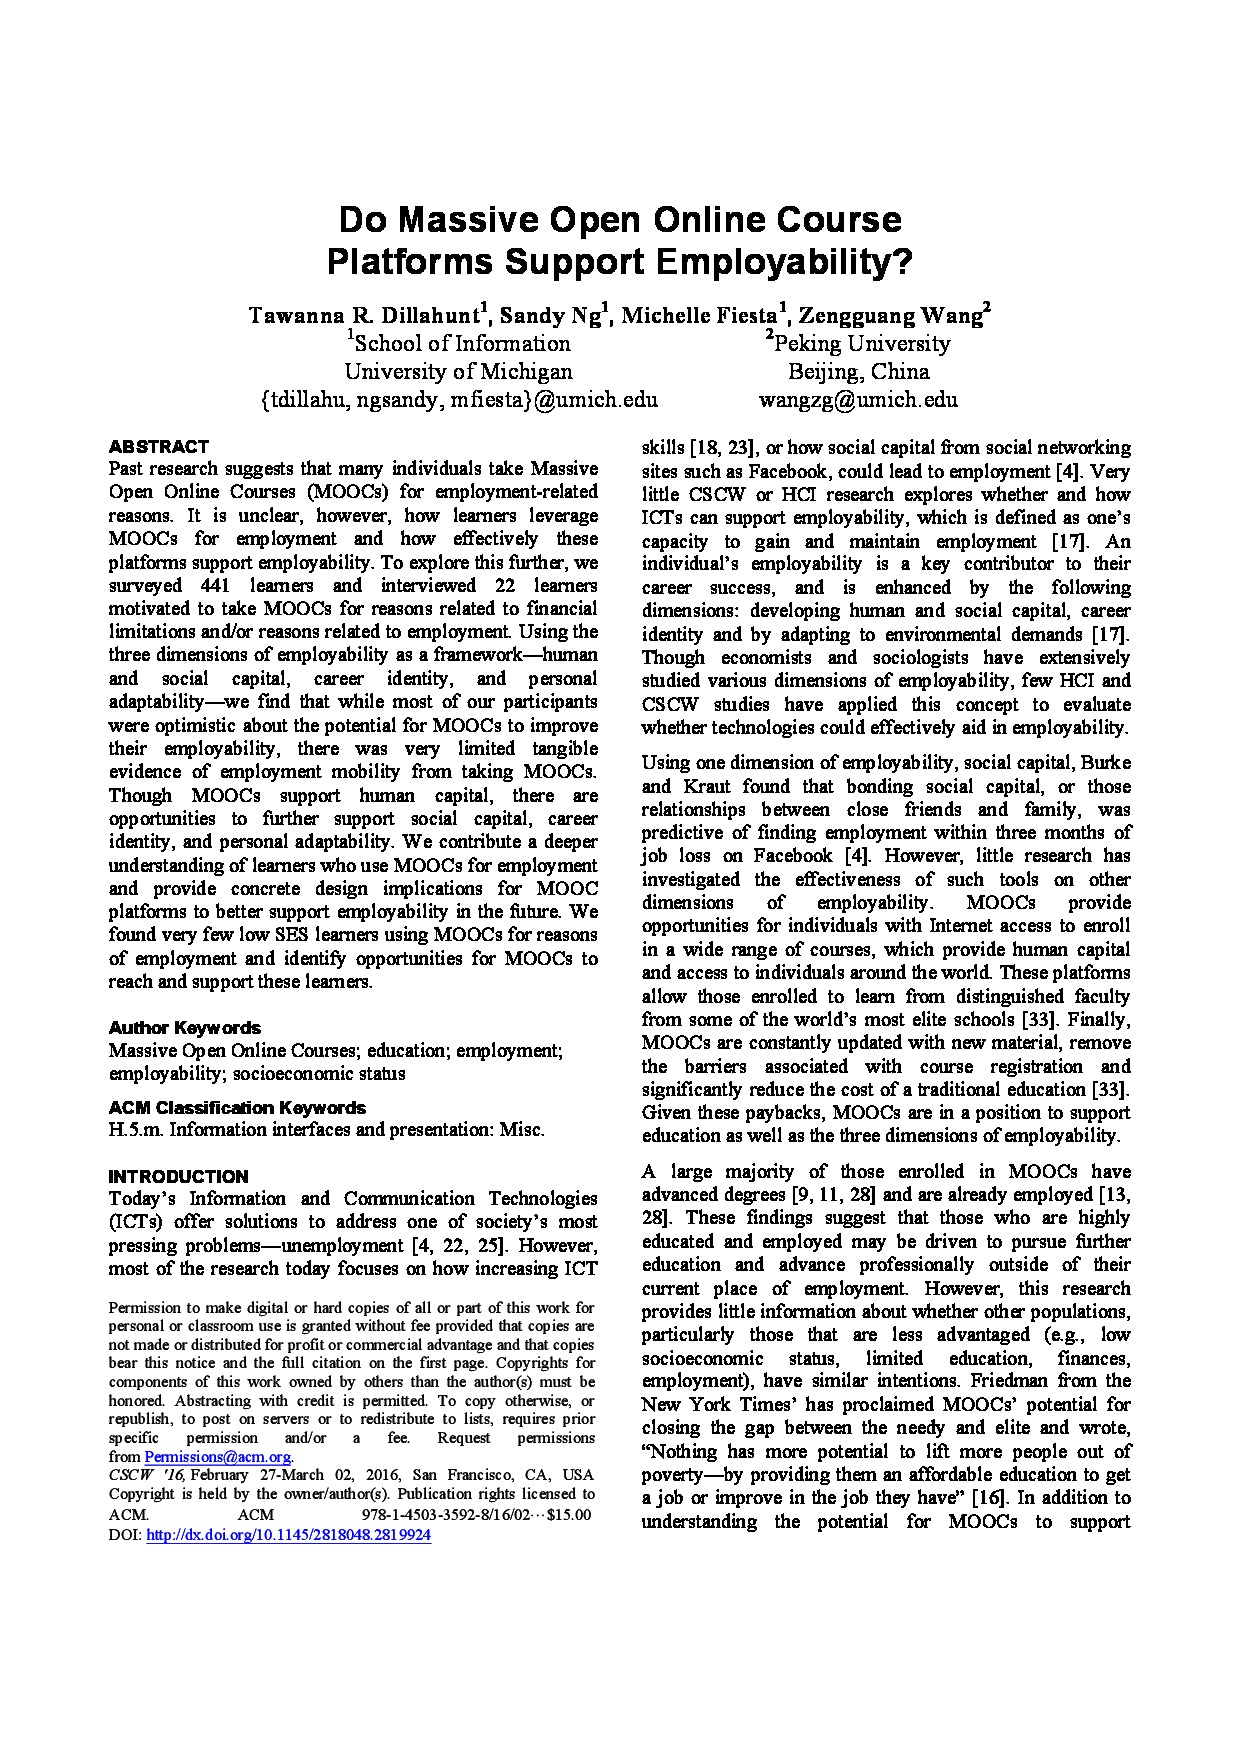 Do Massive Open Online Course
Platforms Support Employability?
Tawanna R. Dillahunt1, Sandy Ng1, Michelle Fiesta1, Zengguang Wang2
1School of Information
University of Michigan
{tdillahu, ngsandy, mfiesta}@umich.edu
2Peking University
Beijing, China
wangzg@umich.edu
ABSTRACT
Past research suggests that many individuals take Massive
Open Online Courses (MOOCs) for employment-related
reasons. It is unclear, however, how learners leverage
MOOCs for employment and how effectively these
platforms support employability. To explore this further, we
surveyed 441 learners and interviewed 22 learners
motivated to take MOOCs for reasons related to financial
limitations and/or reasons related to employment. Using the
three dimensions of employability as a framework—human
and social capital, career identity, and personal
adaptability—we find that while most of our participants
were optimistic about the potential for MOOCs to improve
their employability, there was very limited tangible
evidence of employment mobility from taking MOOCs.
Though MOOCs support human capital, there are
opportunities to further support social capital, career
identity, and personal adaptability. We contribute a deeper
understanding of learners who use MOOCs for employment
and provide concrete design implications for MOOC
platforms to better support employability in the future. We
found very few low SES learners using MOOCs for reasons
of employment and identify opportunities for MOOCs to
reach and support these learners.
Author Keywords
Massive Open Online Courses; education; employment;
employability; socioeconomic status
ACM Classification Keywords
H.5.m. Information interfaces and presentation: Misc.
INTRODUCTION
Today's Information and Communication Technologies
(ICTs) offer solutions to address one of society's most
pressing problems—unemployment [4, 22, 25]. However,
most of the research today focuses on how increasing ICT
Permission to make digital or hard copies of all or part of this work for
personal or classroom use is granted without fee provided that copies are
not made or distributed for profit or commercial advantage and that copies
bear this notice and the full citation on the first page. Copyrights for
components of this work owned by others than the author(s) must be
honored. Abstracting with credit is permitted. To copy otherwise, or
republish, to post on servers or to redistribute to lists, requires prior
specific permission and/or a fee. Request permissions
from Permissions@acm.org.
CSCW '16, February 27-March 02, 2016, San Francisco, CA, USA
Copyright is held by the owner/author(s). Publication rights licensed to
ACM. ACM 978-1-4503-3592-8/16/02…$15.00
DOI: http://dx.doi.org/10.1145/2818048.2819924
skills [18, 23], or how social capital from social networking
sites such as Facebook, could lead to employment [4]. Very
little CSCW or HCI research explores whether and how
ICTs can support employability, which is defined as one's
capacity to gain and maintain employment [17]. An
individual's employability is a key contributor to their
career success, and is enhanced by the following
dimensions: developing human and social capital, career
identity and by adapting to environmental demands [17].
Though economists and sociologists have extensively
studied various dimensions of employability, few HCI and
CSCW studies have applied this concept to evaluate
whether technologies could effectively aid in employability.
Using one dimension of employability, social capital, Burke
and Kraut found that bonding social capital, or those
relationships between close friends and family, was
predictive of finding employment within three months of
job loss on Facebook [4]. However, little research has
investigated the effectiveness of such tools on other
dimensions of employability. MOOCs provide
opportunities for individuals with Internet access to enroll
in a wide range of courses, which provide human capital
and access to individuals around the world. These platforms
allow those enrolled to learn from distinguished faculty
from some of the world's most elite schools [33]. Finally,
MOOCs are constantly updated with new material, remove
the barriers associated with course registration and
significantly reduce the cost of a traditional education [33].
Given these paybacks, MOOCs are in a position to support
education as well as the three dimensions of employability.
A large majority of those enrolled in MOOCs have
advanced degrees [9, 11, 28] and are already employed [13,
28]. These findings suggest that those who are highly
educated and employed may be driven to pursue further
education and advance professionally outside of their
current place of employment. However, this research
provides little information about whether other populations,
particularly those that are less advantaged (e.g., low
socioeconomic status, limited education, finances,
employment), have similar intentions. Friedman from the
New York Times' has proclaimed MOOCs' potential for
closing the gap between the needy and elite and wrote,
“Nothing has more potential to lift more people out of
poverty—by providing them an affordable education to get
a job or improve in the job they have” [16]. In addition to
understanding the potential for MOOCs to support